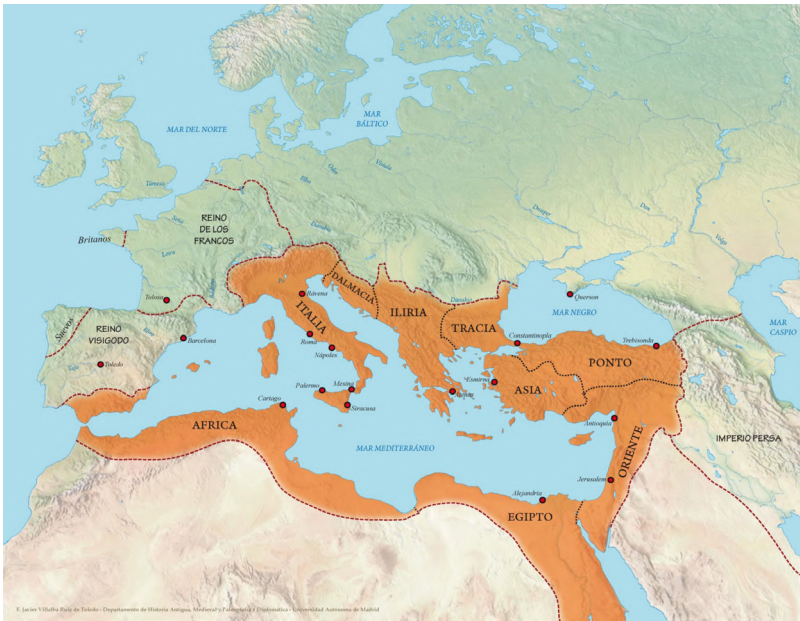 MAR DEL NORTE
MAR
BÁLTICO
Támesis
Elba
Oder
Vístula
REINO
DE LOS
FRANCOS
Sena
Loira
Danubio
Britanos
Dnieper
Don
Volga
Tolosa
Suevos
REINO
VISIGODO
Ebro
Barcelona
Toledo
Po
Rávena
ITALIA
DALMACIA
ILIRIA
Danubio
TRACIA
Querson
MAR NEGRO
MAR
CASPIO
Constantinopla
Trebisonda
PONTO
Roma
Nápoles
Palermo
Mesina
Siracusa
Esmirna
Atenas
ASIA
Cartago
AFRICA
Antioquía
MAR MEDITERRÁNEO
IMPERIO PERSA
ORIENTE
Jerusalem
Alejandría
EGIPTO
F. Javier Villalba Ruiz de Toledo - Departamento de Historia Antigua, Medieval y Paleografía y Diplomática - Universidad Autónoma de Madrid